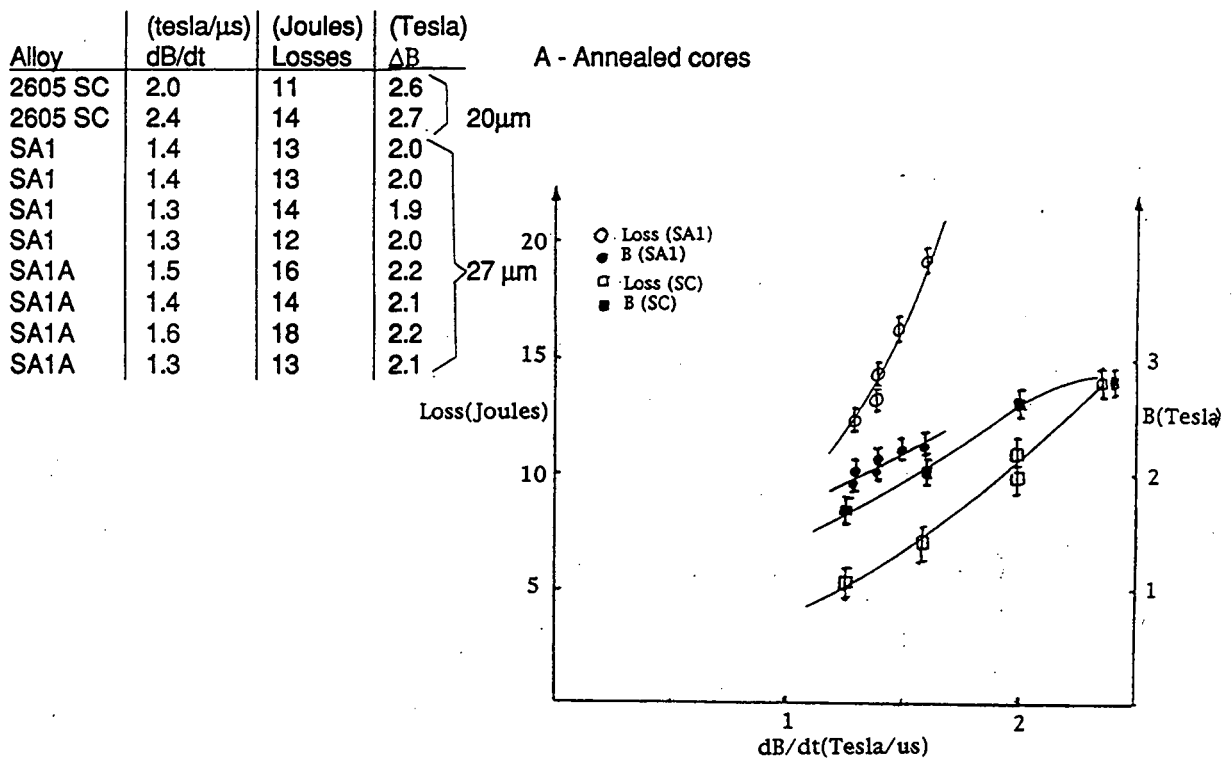 (tesla/µs) (Joules) (Tesla)
Alloy dB/dt Losses ΔB
A - Annealed cores
2605 SC 2.0 11 2.6
2605 SC 2.4 14 2.7
20µm
SA1 1.4 13 2.0
SA1 1.4 13 2.0
SA1 1.3 14 1.9
SA1 1.3 12 2.0
SA1A 1.5 16 2.2
27 µm
SA1A 1.4 14 2.1
SA1A 1.6 18 2.2
SA1A 1.3 13 2.1
Loss (SA1)
B (SA1)
Loss (SC)
B (SC)
20
15
10
5
Loss(Joules)
3
2
1
B(Tesla)
1 2
dB/dt(Tesla/us)